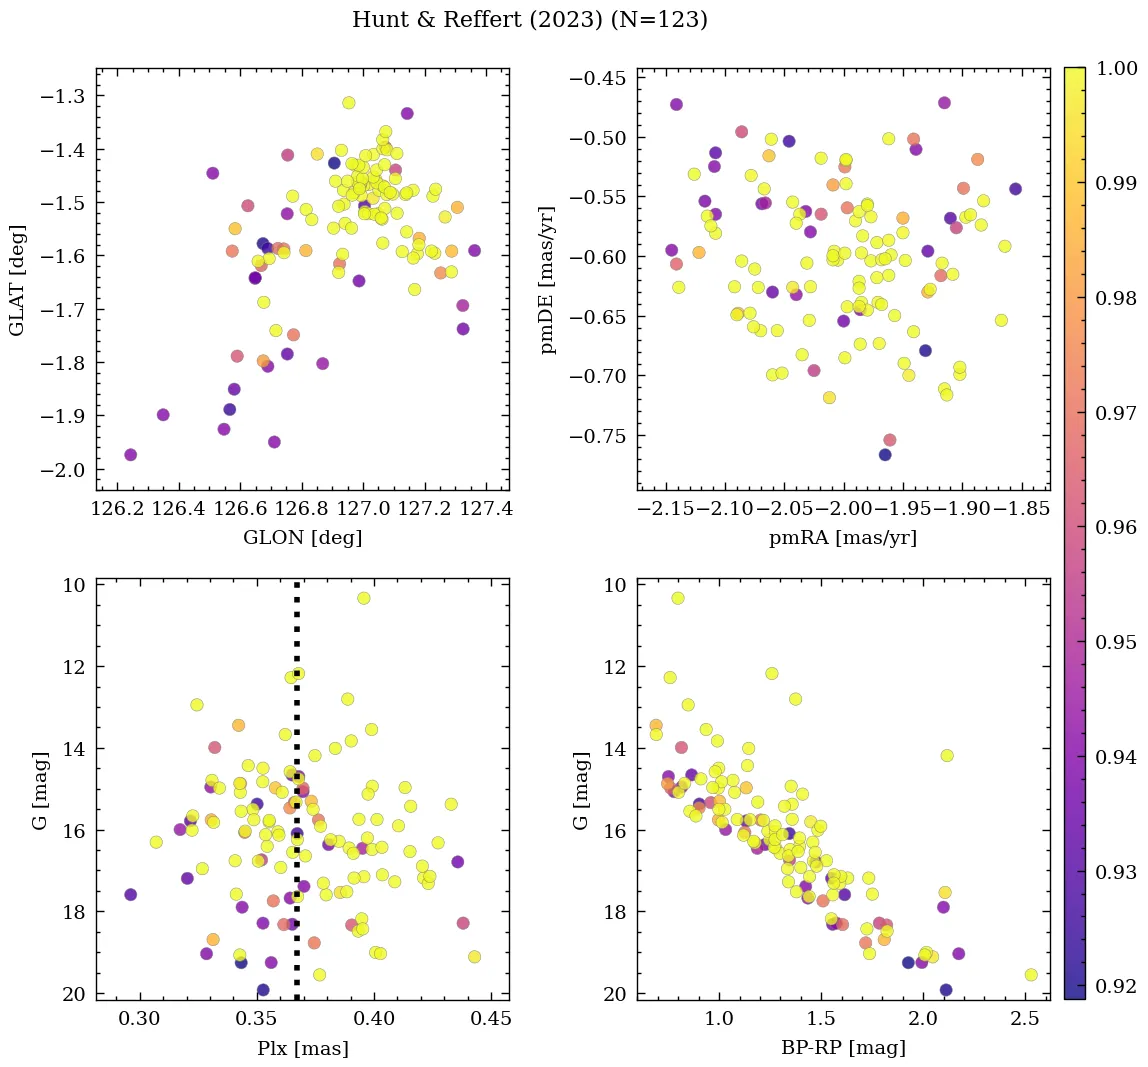 Hunt & Reffert (2023) (N=123)
−1.3
−1.4
−1.5
−1.6
−1.7
−1.8
−1.9
−2.0
GLAT [deg]
126.2 126.4 126.6 126.8 127.0 127.2 127.4
GLON [deg]
−0.45
−0.50
−0.55
−0.60
−0.65
−0.70
−0.75
pmDE [mas/yr]
−2.15 −2.10 −2.05 −2.00 −1.95 −1.90 −1.85
pmRA [mas/yr]
10
12
14
16
18
20
G [mag]
0.30 0.35 0.40 0.45
Plx [mas]
10
12
14
16
18
20
G [mag]
1.0 1.5 2.0 2.5
BP-RP [mag]
1.00
0.99
0.98
0.97
0.96
0.95
0.94
0.93
0.92